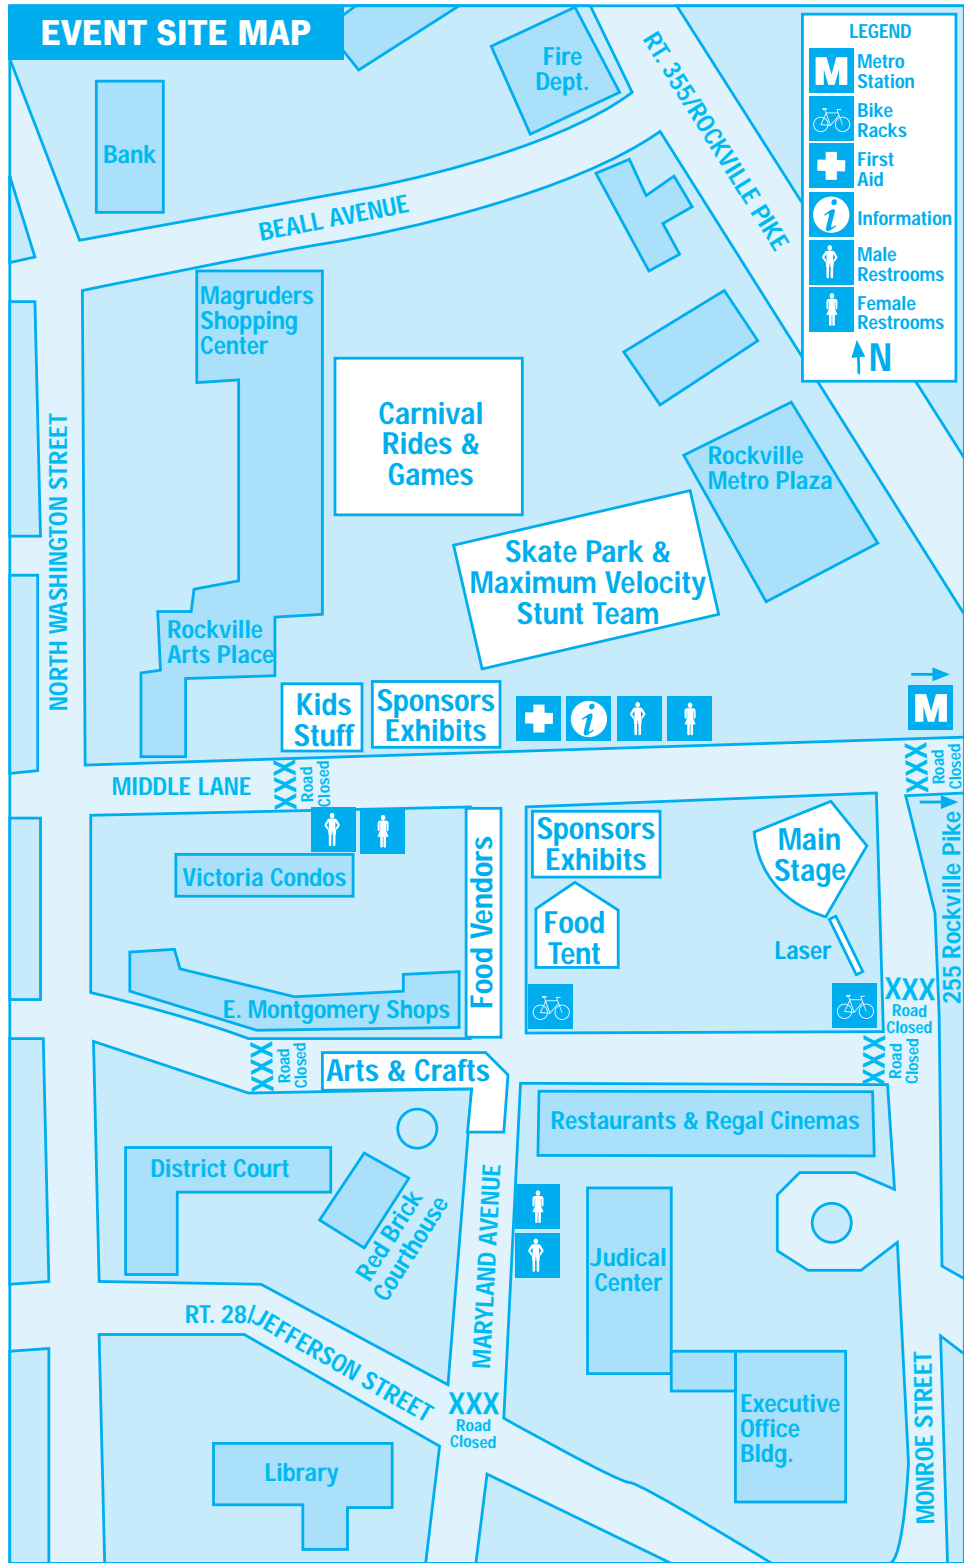 EVENT SITE MAP
LEGEND
M
Metro
Station
Bike
Racks
First
Aid
i
Information
Male
Restrooms
Female
Restrooms
N
Fire
Dept.
RT. 355/ROCKVILLE PIKE
Bank
BEALL AVENUE
Magruders
Shopping
Center
Carnival
Rides &
Games
Rockville
Metro Plaza
NORTH WASHINGTON STREET
Skate Park &
Maximum Velocity
Stunt Team
Rockville
Arts Place
Kids
Stuff
Sponsors
Exhibits
i
M
MIDDLE LANE
XXX
Road
Closed
XXX
Road
Closed
Victoria Condos
Food Vendors
Sponsors
Exhibits
Main
Stage
Food
Tent
Laser
255 Rockville Pike
E. Montgomery Shops
XXX
Road
Closed
XXX
Road
Closed
Arts & Crafts
XXX
Road
Closed
Restaurants & Regal Cinemas
District Court
Red Brick
Courthouse
MARYLAND AVENUE
Judical
Center
RT. 28/JEFFERSON STREET
XXX
Road
Closed
Executive
Office
Bldg.
MONROE STREET
Library